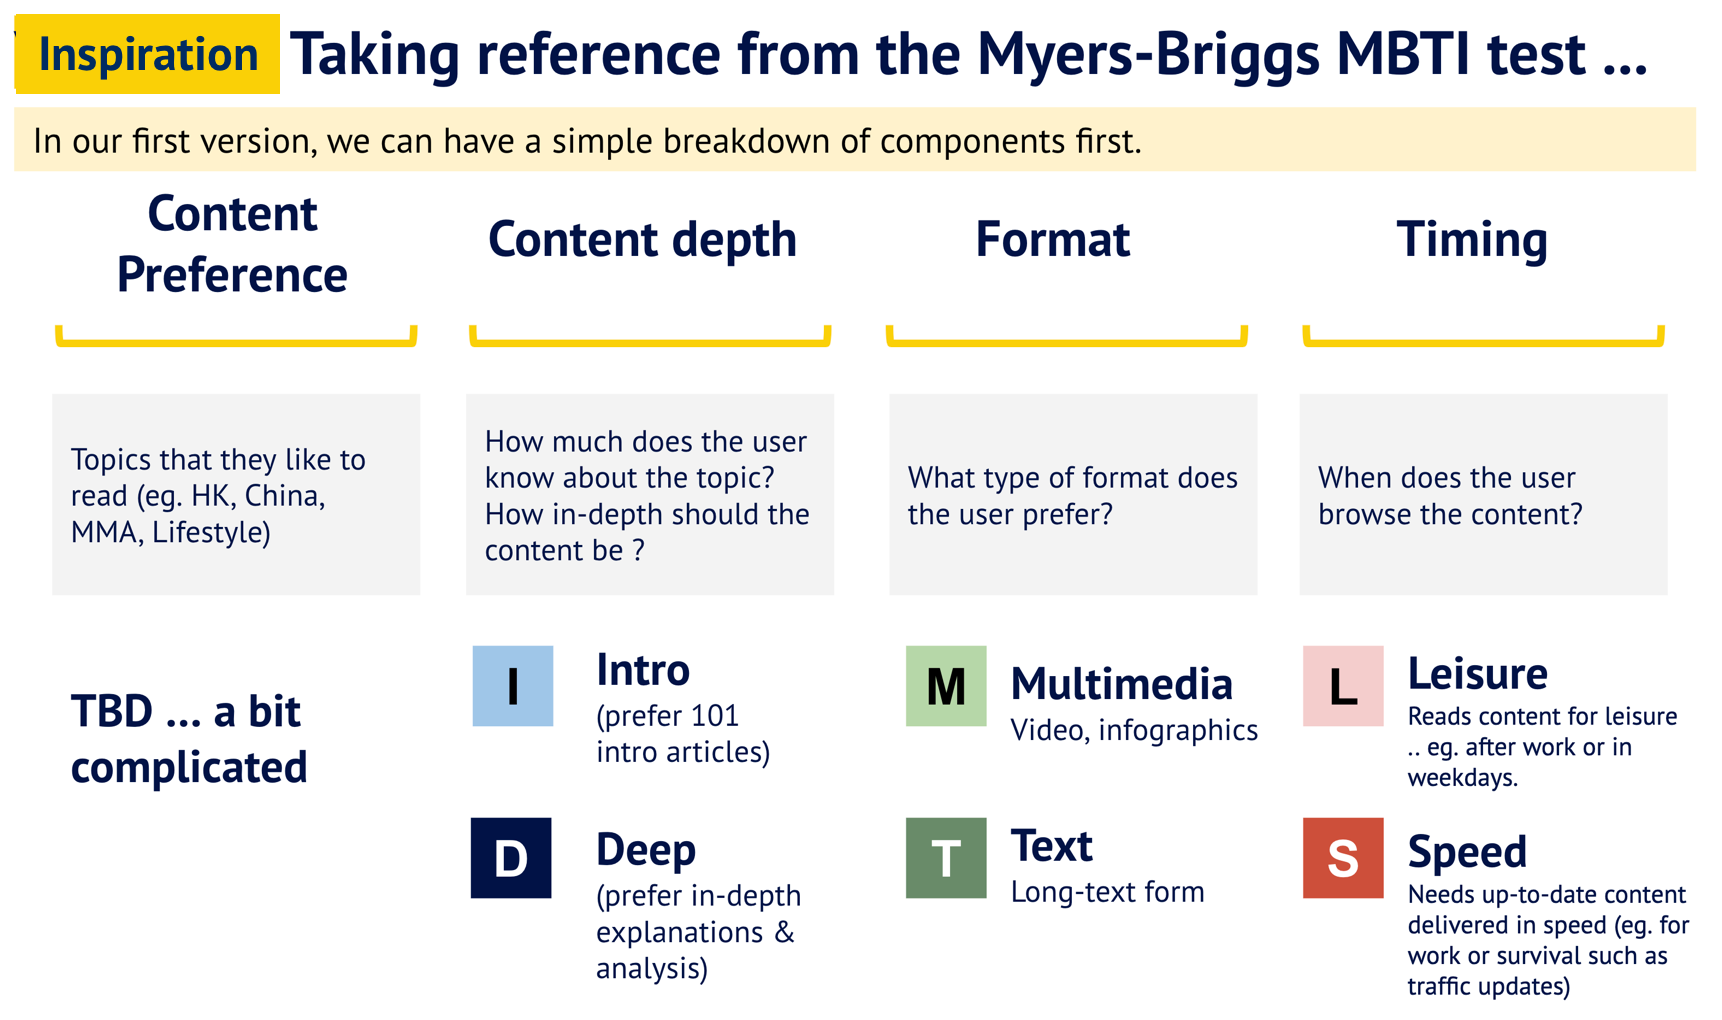 Inspiration Taking reference from the Myers-Briggs MBTI test ...
In our first version, we can have a simple breakdown of components first.
Content
Preference
Topics that they like to
read (eg. HK, China,
MMA, Lifestyle)
TBD ... a bit
complicated
Content depth
How much does the user
know about the topic?
How in-depth should the
content be ?
I
Intro
(prefer 101
intro articles)
D
Deep
(prefer in-depth
explanations &
analysis)
Format
What type of format does
the user prefer?
M
Multimedia
Video, infographics
T
Text
Long-text form
Timing
When does the user
browse the content?
L
Leisure
Reads content for leisure
.. eg. after work or in
weekdays.
S
Speed
Needs up-to-date content
delivered in speed (eg. for
work or survival such as
traffic updates)